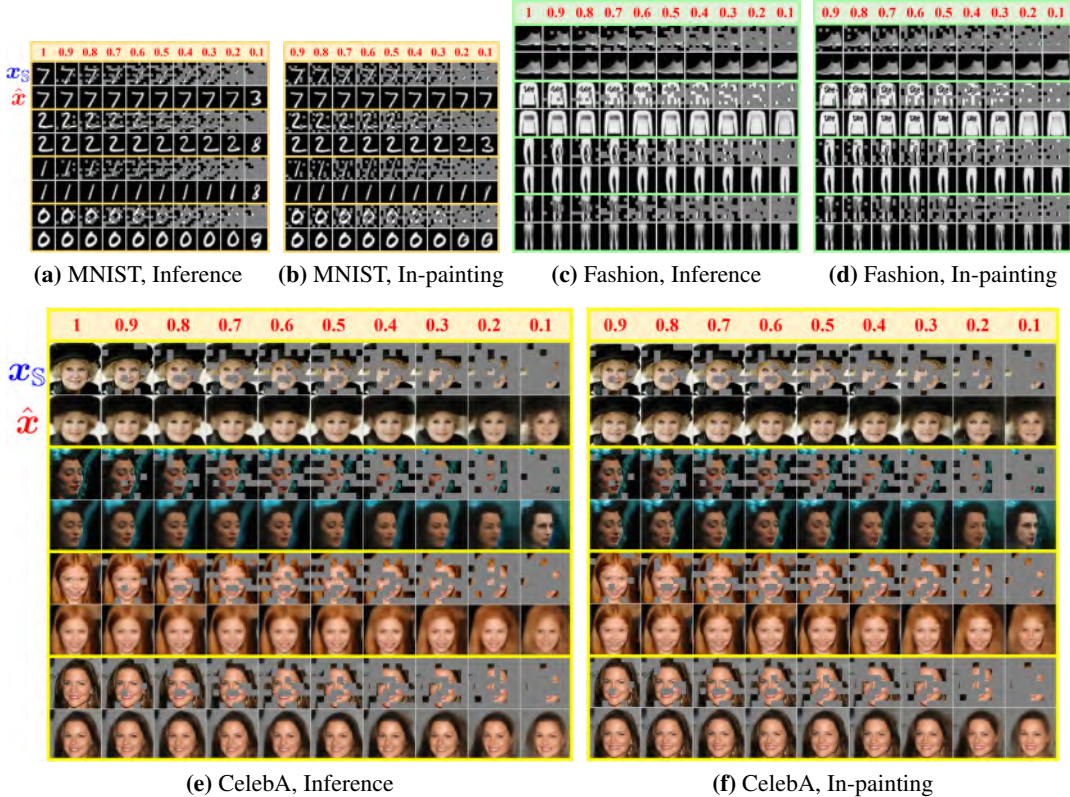 1 0.9 0.8 0.7 0.6 0.5 0.4 0.3 0.2 0.1
0.9 0.8 0.7 0.6 0.5 0.4 0.3 0.2 0.1
1 0.9 0.8 0.7 0.6 0.5 0.4 0.3 0.2 0.1
0.9 0.8 0.7 0.6 0.5 0.4 0.3 0.2 0.1
x_𝕊
x̂
(a) MNIST, Inference
(b) MNIST, In-painting
(c) Fashion, Inference
(d) Fashion, In-painting
1 0.9 0.8 0.7 0.6 0.5 0.4 0.3 0.2 0.1
0.9 0.8 0.7 0.6 0.5 0.4 0.3 0.2 0.1
x_𝕊
x̂
(e) CelebA, Inference
(f) CelebA, In-painting